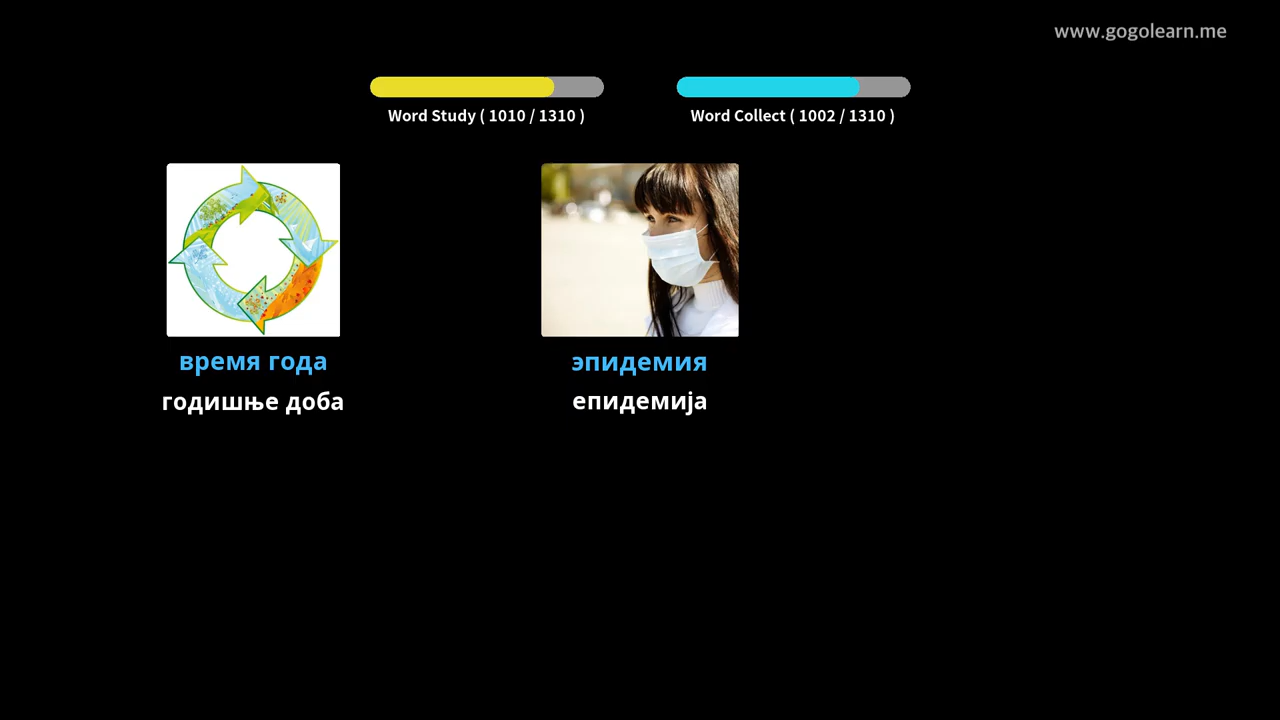 www.gogolearn.me
Word Study ( 1010 / 1310 )
Word Collect ( 1002 / 1310 )
время года
годишње доба
эпидемия
епидемија